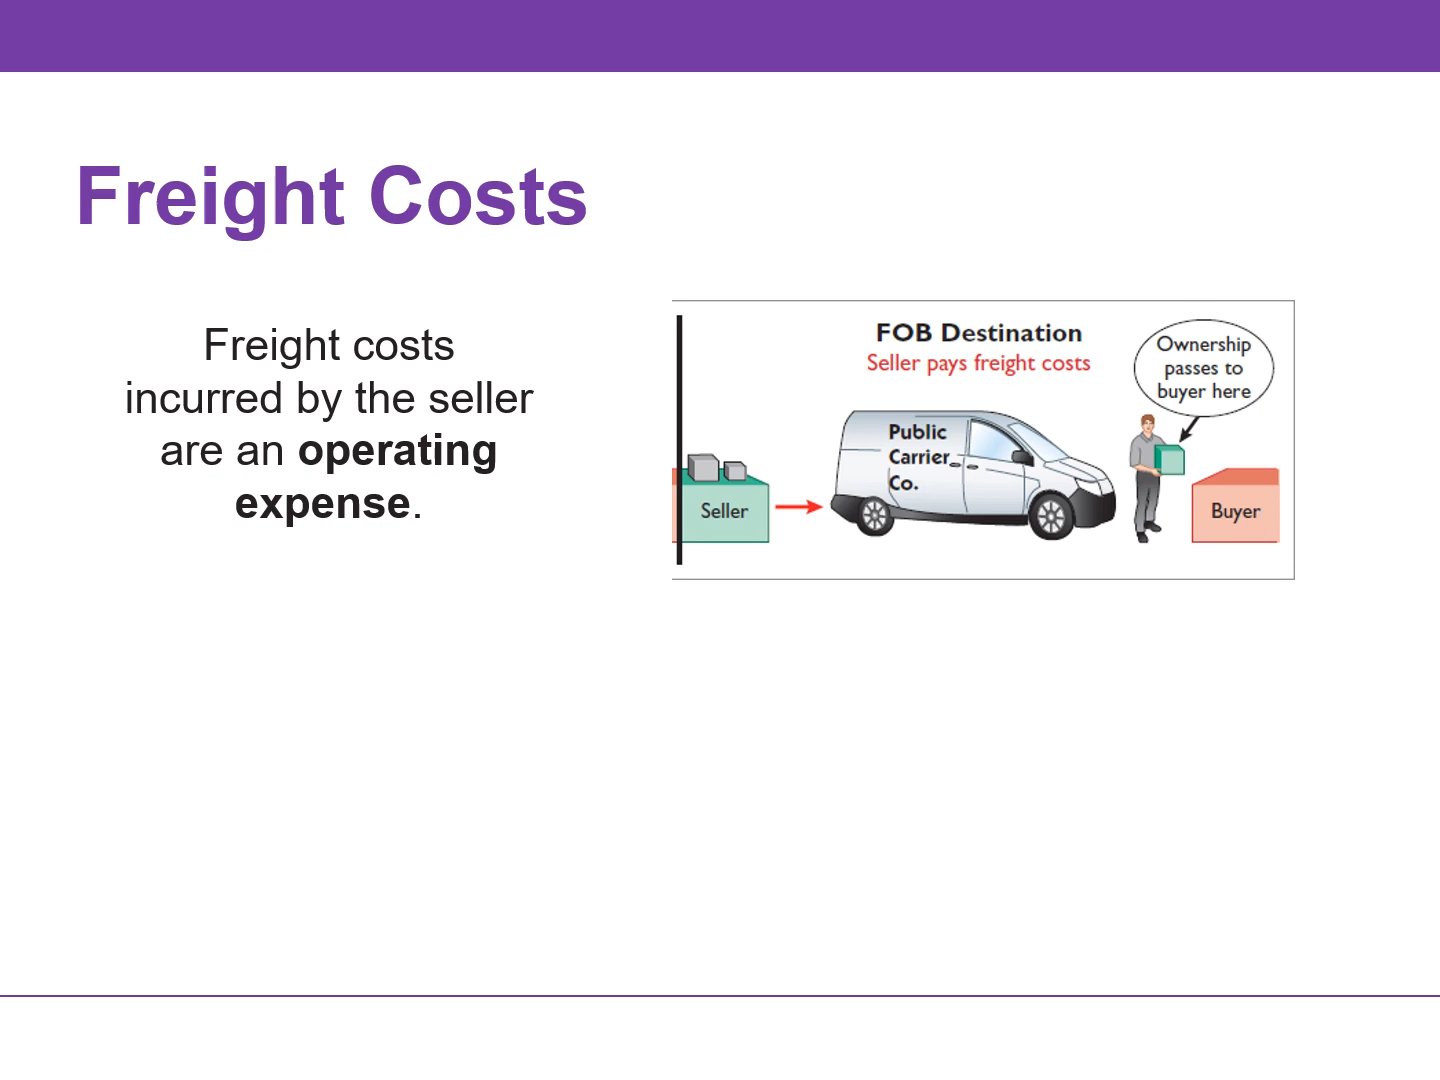 Freight Costs
Freight costs
incurred by the seller
are an operating
expense.
FOB Destination
Seller pays freight costs
Ownership
passes to
buyer here
Public
Carrier
Co.
Seller
Buyer